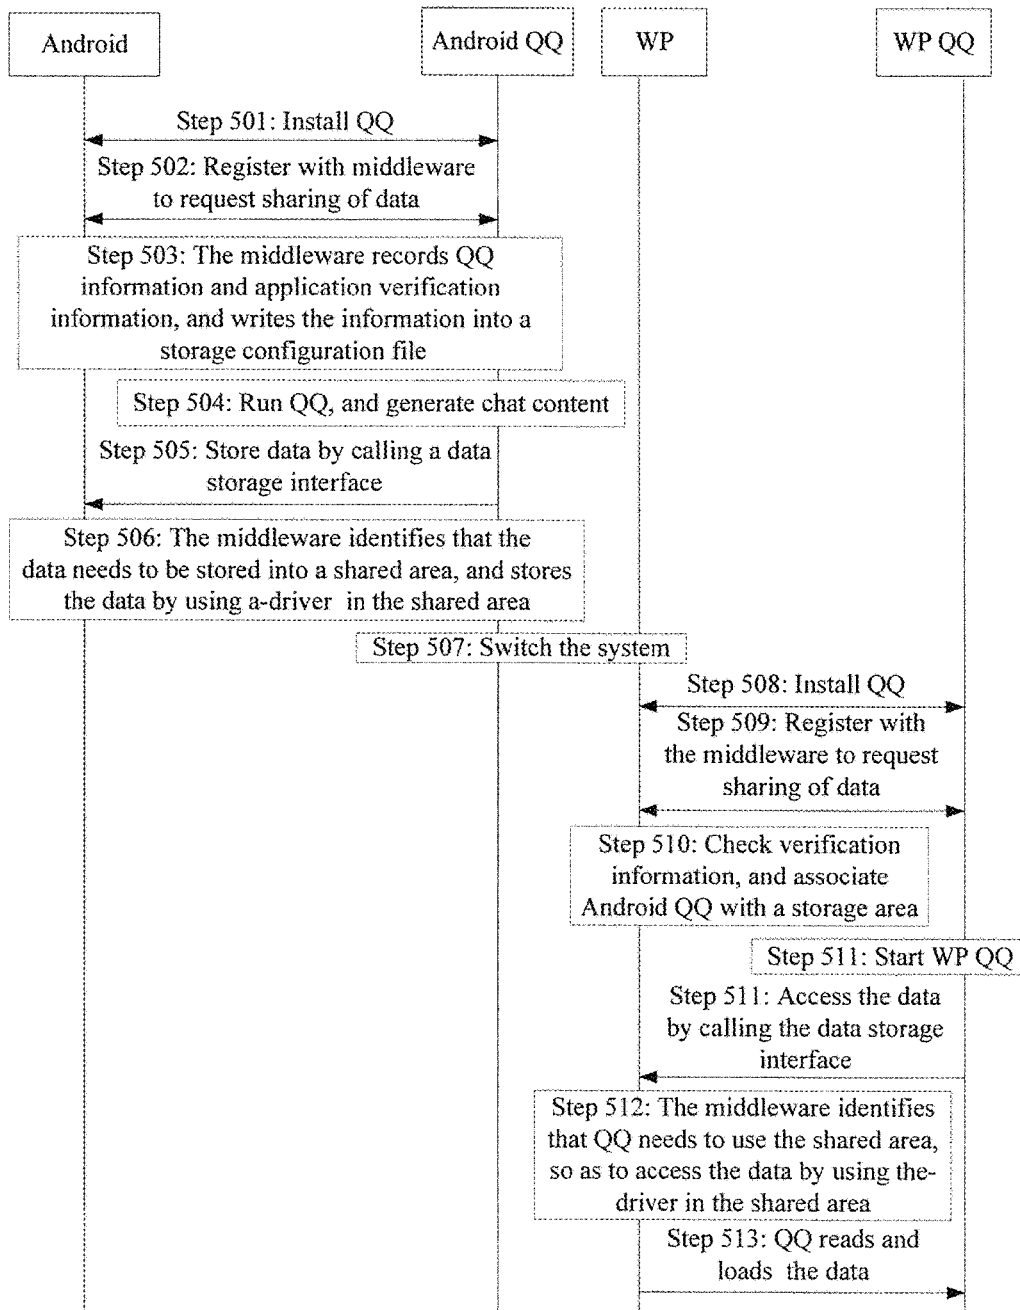 Android
Android QQ
WP
WP QQ
Step 501: Install QQ
Step 502: Register with middleware
to request sharing of data
Step 503: The middleware records QQ
information and application verification
information, and writes the information into a
storage configuration file
Step 504: Run QQ, and generate chat content
Step 505: Store data by calling a data
storage interface
Step 506: The middleware identifies that the
data needs to be stored into a shared area, and stores
the data by using a-driver in the shared area
Step 507: Switch the system
Step 508: Install QQ
Step 509: Register with
the middleware to request
sharing of data
Step 510: Check verification
information, and associate
Android QQ with a storage area
Step 511: Start WP QQ
Step 511: Access the data
by calling the data storage
interface
Step 512: The middleware identifies
that QQ needs to use the shared area,
so as to access the data by using the-
driver in the shared area
Step 513: QQ reads and
loads the data